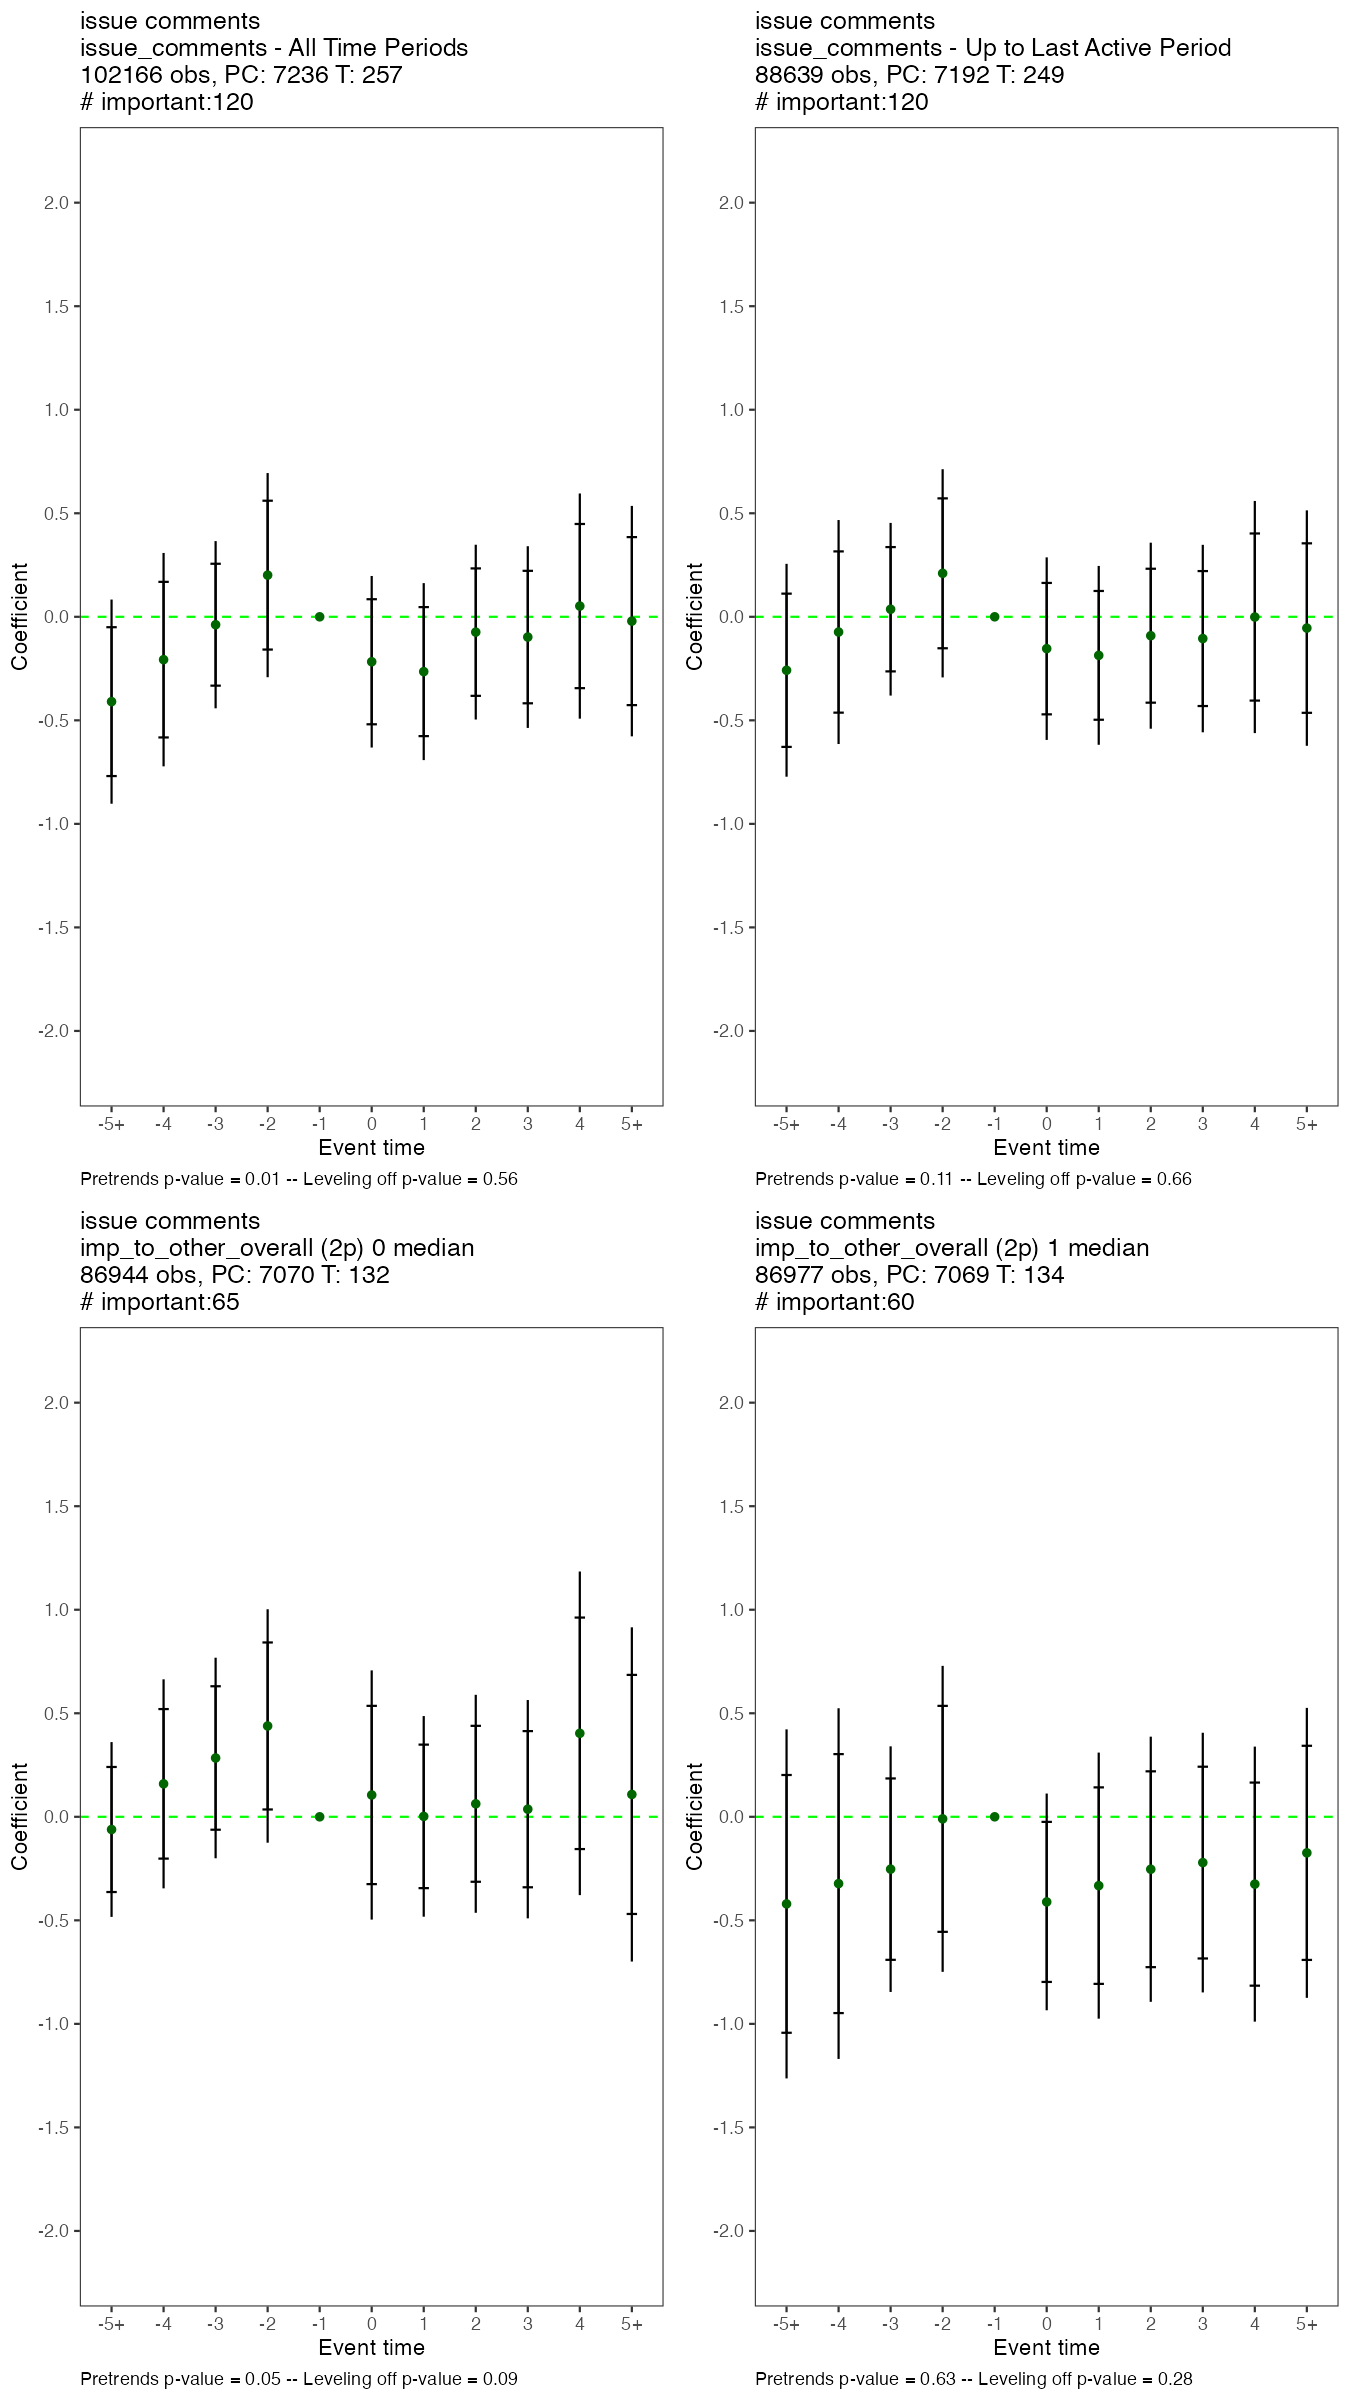 issue comments
issue_comments - All Time Periods
102166 obs, PC: 7236 T: 257
# important:120
Coefficient
2.0
1.5
1.0
0.5
0.0
-0.5
-1.0
-1.5
-2.0
-5+ -4 -3 -2 -1 0 1 2 3 4 5+
Event time
Pretrends p-value = 0.01 -- Leveling off p-value = 0.56
issue comments
issue_comments - Up to Last Active Period
88639 obs, PC: 7192 T: 249
# important:120
Coefficient
2.0
1.5
1.0
0.5
0.0
-0.5
-1.0
-1.5
-2.0
-5+ -4 -3 -2 -1 0 1 2 3 4 5+
Event time
Pretrends p-value = 0.11 -- Leveling off p-value = 0.66
issue comments
imp_to_other_overall (2p) 0 median
86944 obs, PC: 7070 T: 132
# important:65
Coefficient
2.0
1.5
1.0
0.5
0.0
-0.5
-1.0
-1.5
-2.0
-5+ -4 -3 -2 -1 0 1 2 3 4 5+
Event time
Pretrends p-value = 0.05 -- Leveling off p-value = 0.09
issue comments
imp_to_other_overall (2p) 1 median
86977 obs, PC: 7069 T: 134
# important:60
Coefficient
2.0
1.5
1.0
0.5
0.0
-0.5
-1.0
-1.5
-2.0
-5+ -4 -3 -2 -1 0 1 2 3 4 5+
Event time
Pretrends p-value = 0.63 -- Leveling off p-value = 0.28